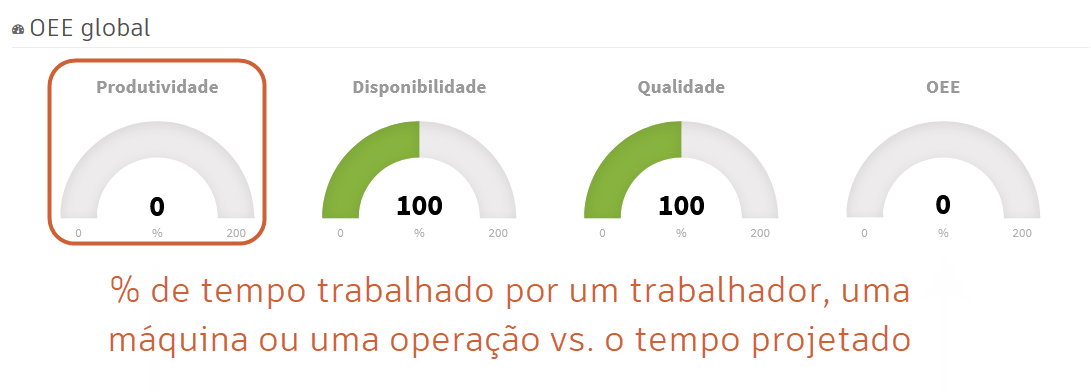 OEE global
Produtividade Disponibilidade Qualidade OEE
0 100 100 0
0 % 200 0 % 200 0 % 200 0 % 200
% de tempo trabalhado por um trabalhador, uma
máquina ou uma operação vs. o tempo projetado